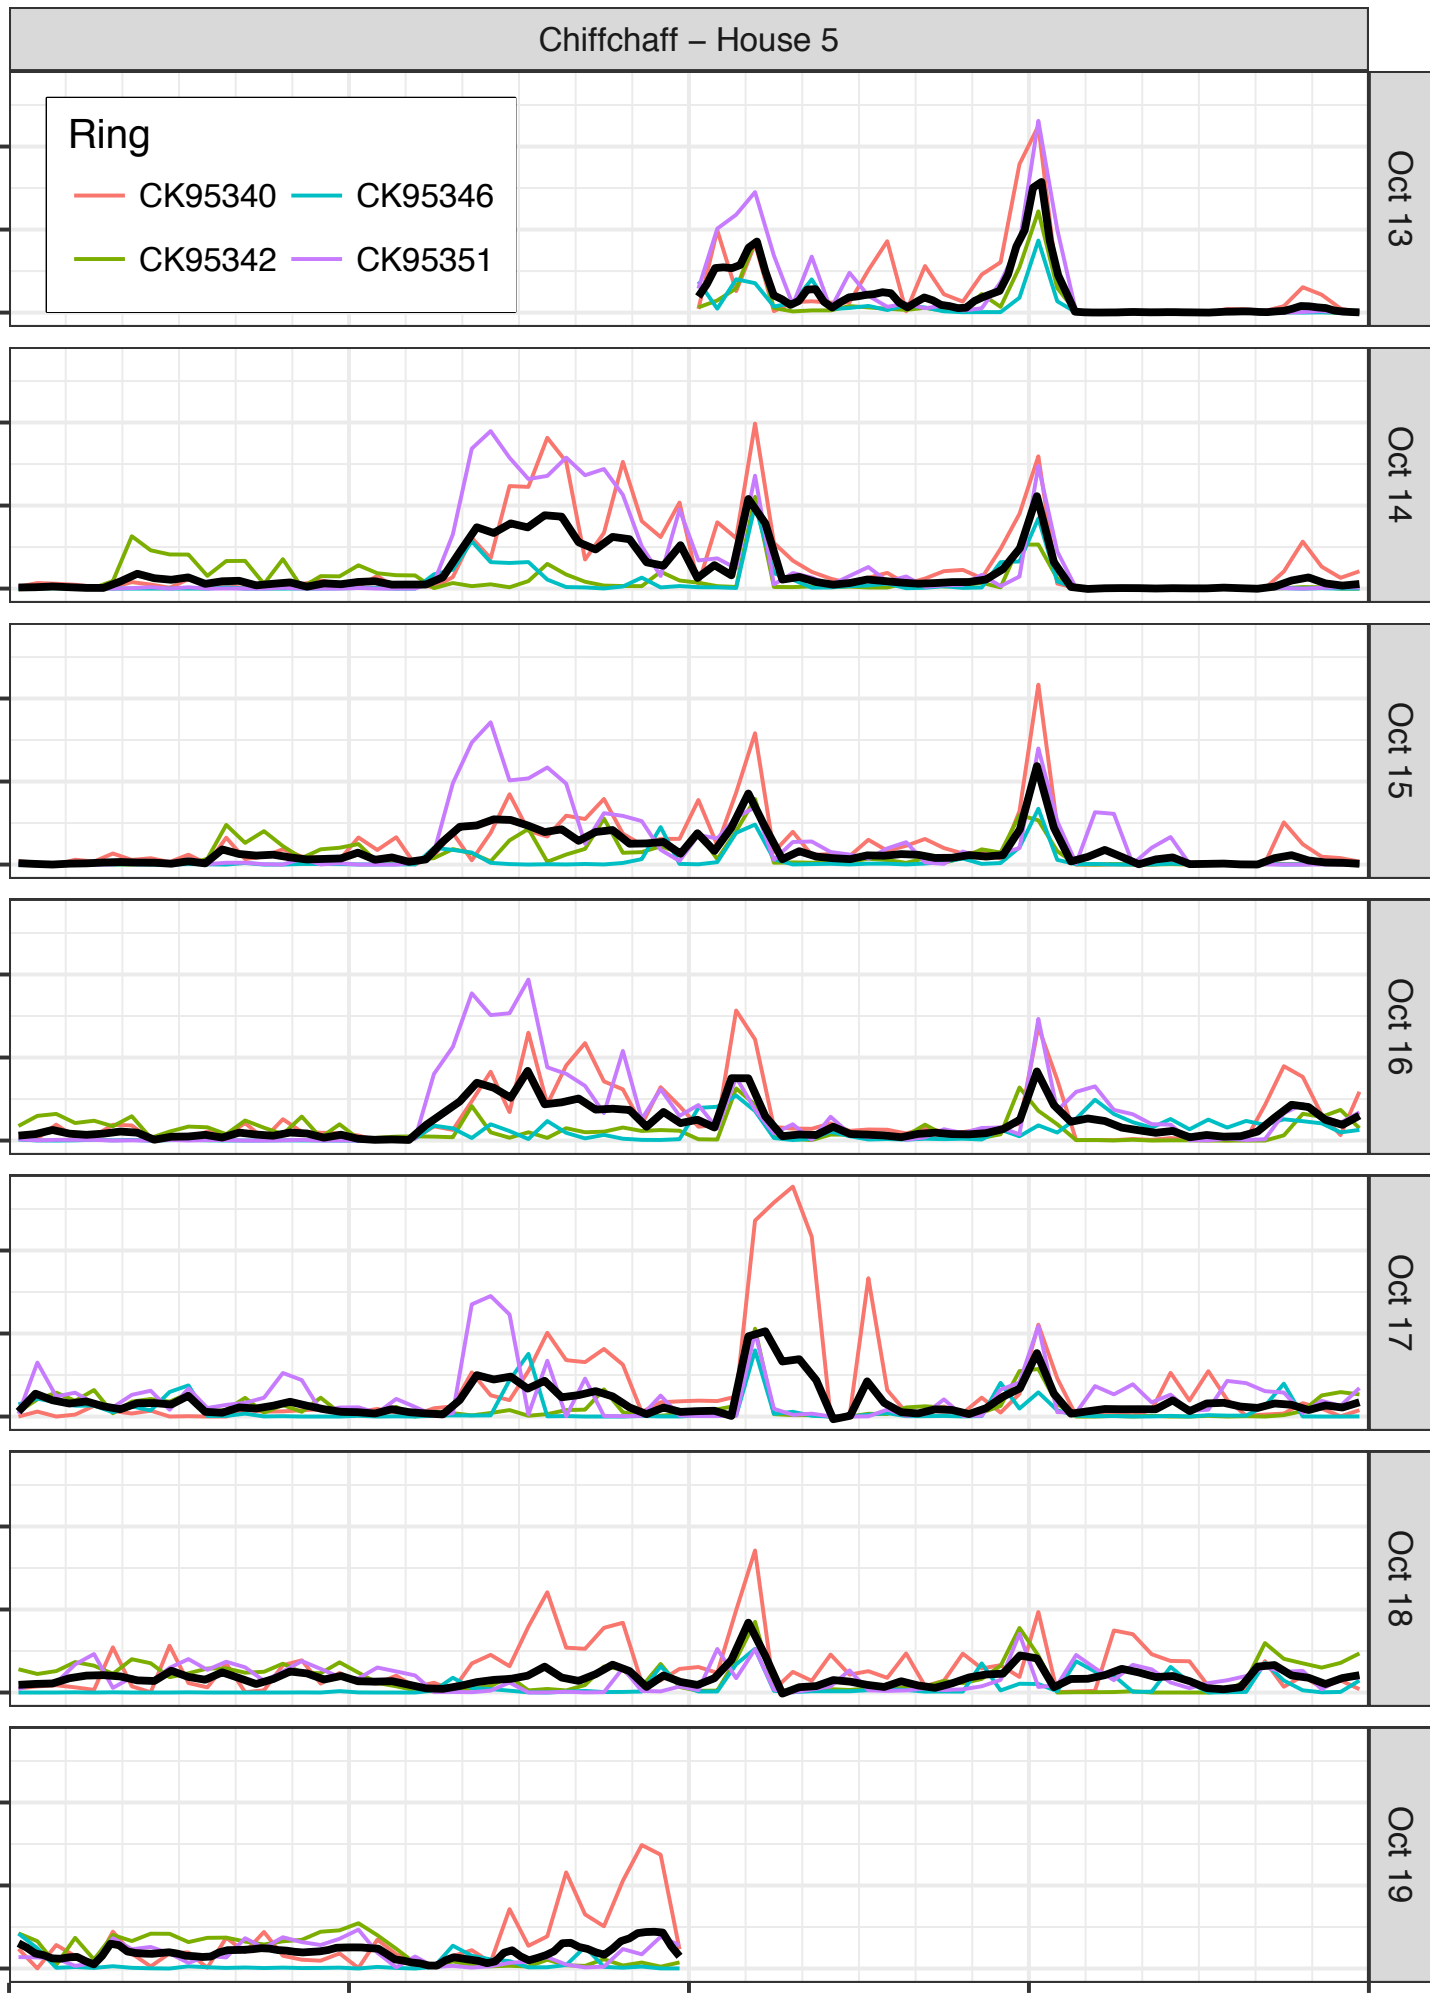 Chiffchaff – House 5
Ring
CK95340 CK95346
CK95342 CK95351
Oct 13
Oct 14
Oct 15
Oct 16
Oct 17
Oct 18
Oct 19